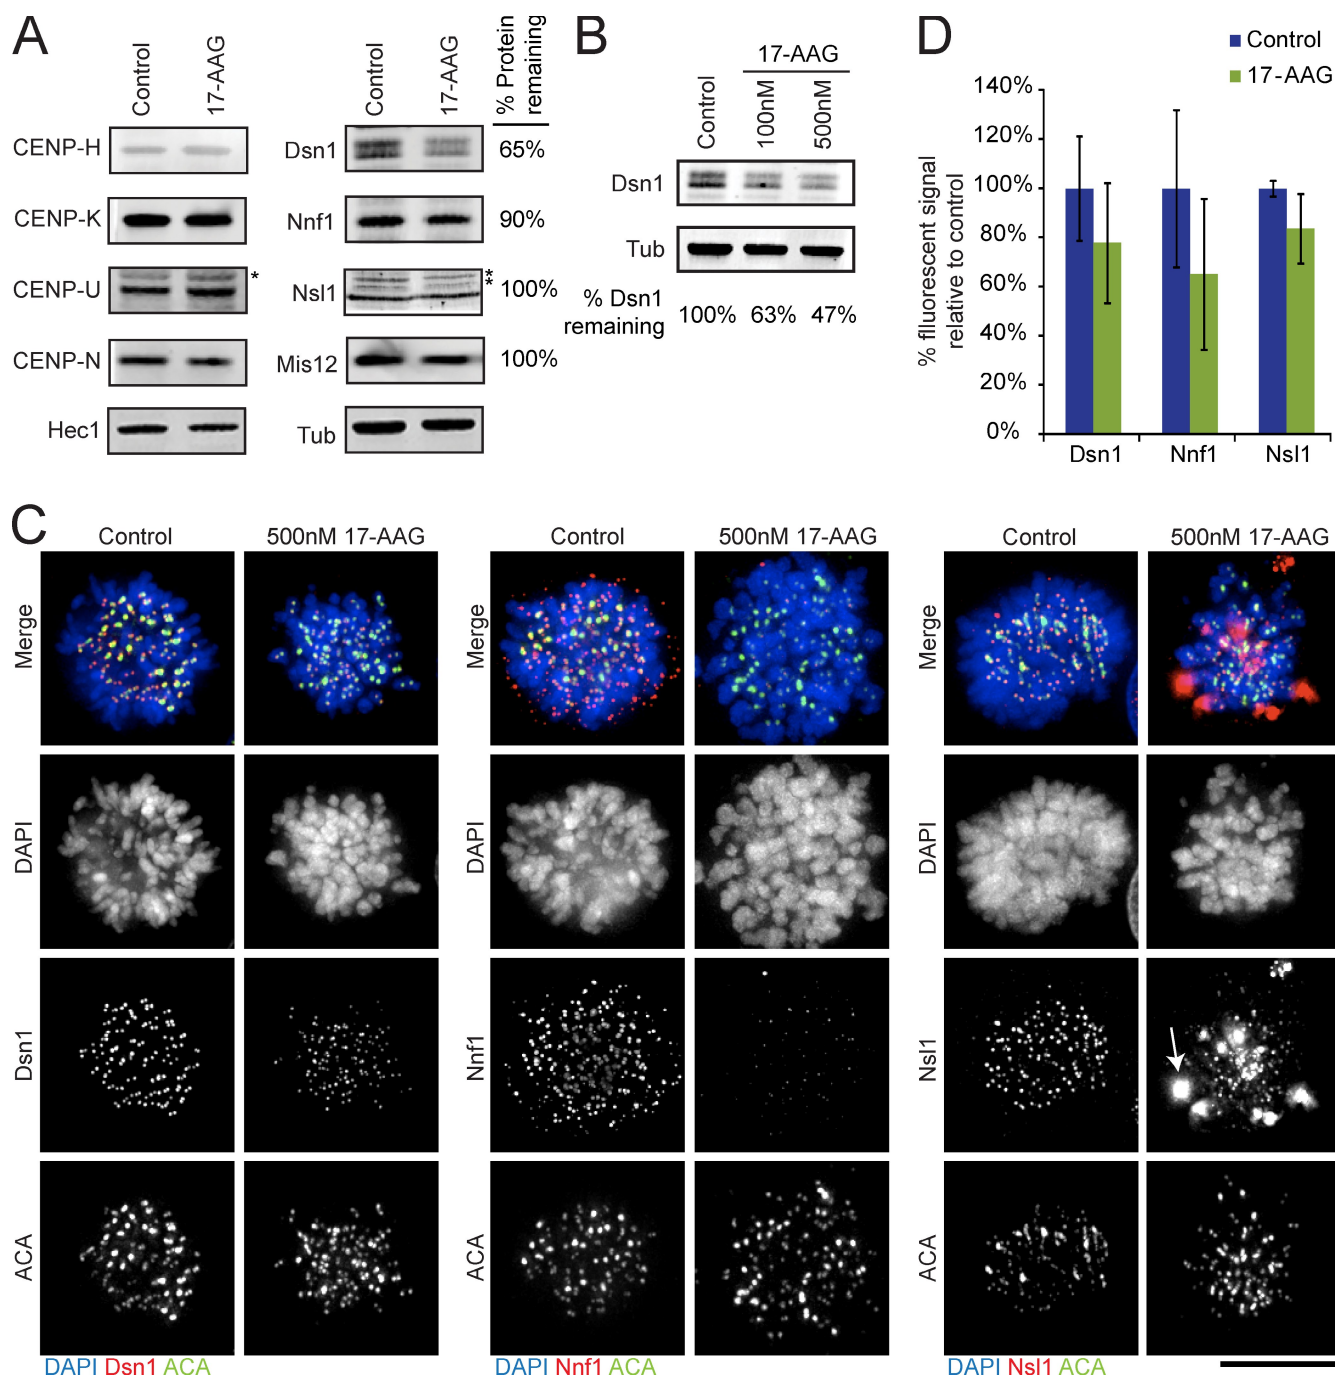 A
Control
17-AAG
CENP-H
CENP-K
CENP-U
*
CENP-N
Hec1
Control
17-AAG
% Protein
remaining
Dsn1
65%
Nnf1
90%
Nsl1
*
*
100%
Mis12
100%
Tub
B
17-AAG
Control
100nM
500nM
Dsn1
Tub
% Dsn1
remaining
100% 63% 47%
D
Control
17-AAG
% flluorescent signal
relative to control
140%
120%
100%
80%
60%
40%
20%
0%
Dsn1 Nnf1 Nsl1
C
Control 500nM 17-AAG
Merge
DAPI
Dsn1
ACA
DAPI Dsn1 ACA
Control 500nM 17-AAG
Merge
DAPI
Nnf1
ACA
DAPI Nnf1 ACA
Control 500nM 17-AAG
Merge
DAPI
Nsl1
ACA
DAPI Nsl1 ACA